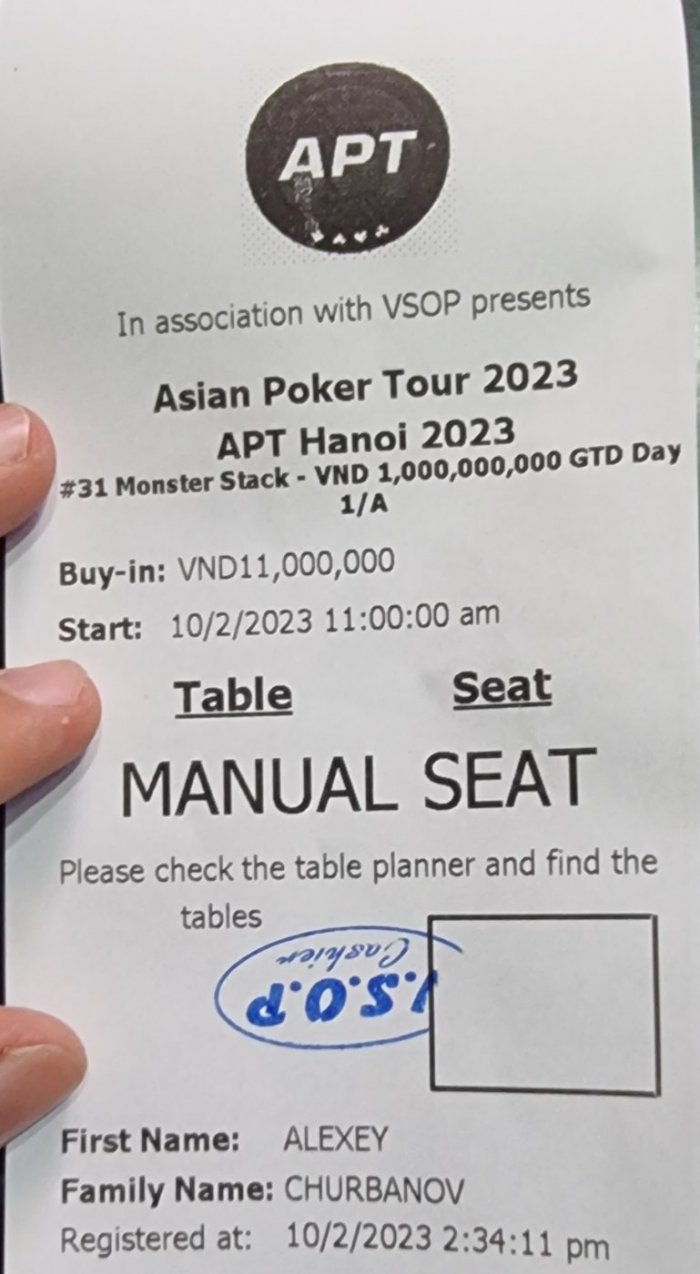 APT
In association with VSOP presents
Asian Poker Tour 2023
APT Hanoi 2023
#31 Monster Stack - VND 1,000,000,000 GTD Day
1/A
Buy-in: VND11,000,000
Start: 10/2/2023 11:00:00 am
Table Seat
MANUAL SEAT
Please check the table planner and find the
tables
Cashier
.S.O.P
First Name: ALEXEY
Family Name: CHURBANOV
Registered at: 10/2/2023 2:34:11 pm